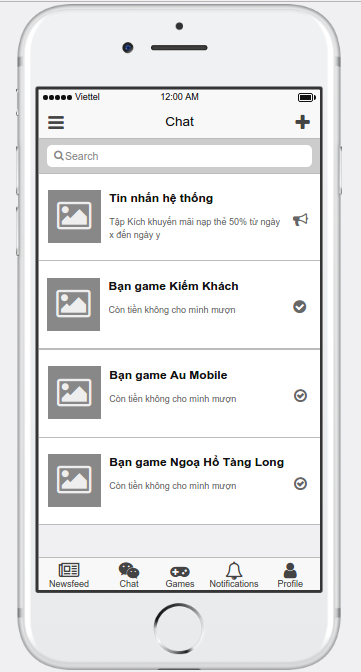 Viettel 12:00 AM
Chat
Search
Tin nhắn hệ thống
Tập Kích khuyến mãi nạp thẻ 50% từ ngày
x đến ngày y
Bạn game Kiếm Khách
Còn tiền không cho mình mượn
Bạn game Au Mobile
Còn tiền không cho mình mượn
Bạn game Ngoạ Hổ Tàng Long
Còn tiền không cho mình mượn
Newsfeed Chat Games Notifications Profile